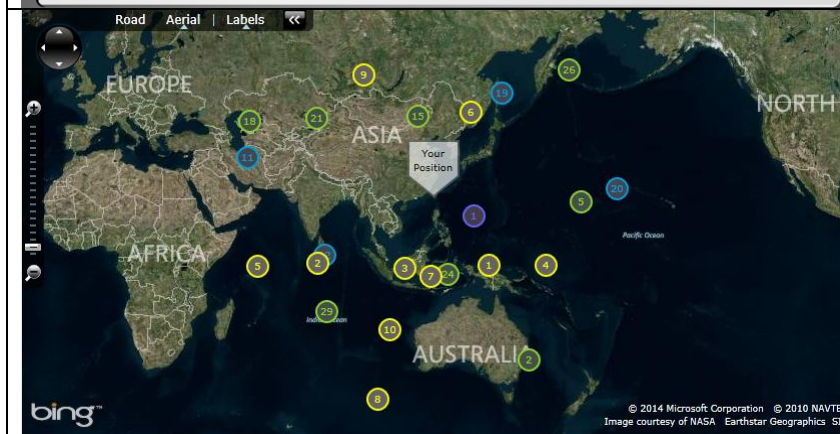 Road Aerial | Labels «
EUROPE
ASIA
NORTH
AFRICA
AUSTRALI
Your
Position
Pacific Ocean
9
26
19
6
18
21
15
11
20
5
1
5
2
3
7
24
1
4
29
10
2
8
bing™
© 2014 Microsoft Corporation © 2010 NAVTE
Image courtesy of NASA Earthstar Geographics SI